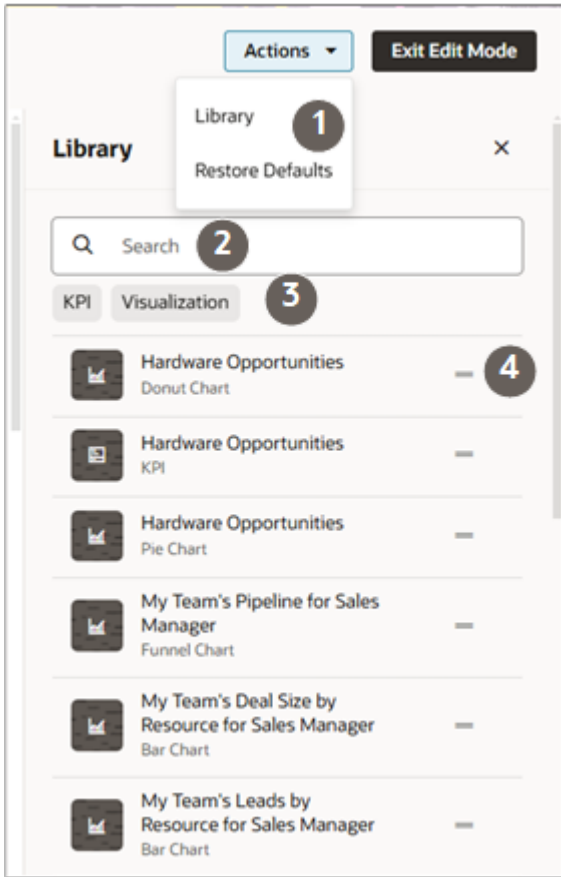 Actions
Exit Edit Mode
Library
1
Restore Defaults
Library
Search
2
KPI
Visualization
3
Hardware Opportunities
Donut Chart
4
Hardware Opportunities
KPI
Hardware Opportunities
Pie Chart
My Team's Pipeline for Sales
Manager
Funnel Chart
My Team's Deal Size by
Resource for Sales Manager
Bar Chart
My Team's Leads by
Resource for Sales Manager
Bar Chart